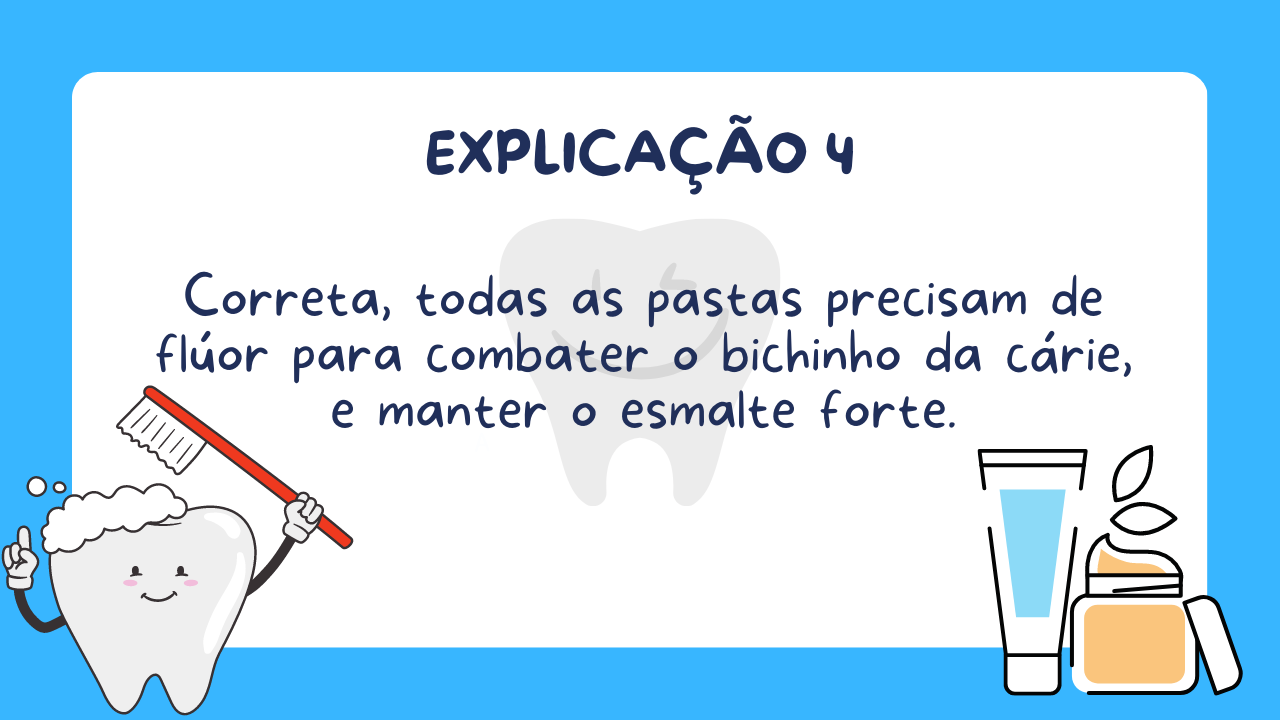 EXPLICAÇÃO 4
Correta, todas as pastas precisam de
flúor para combater o bichinho da cárie,
e manter o esmalte forte.